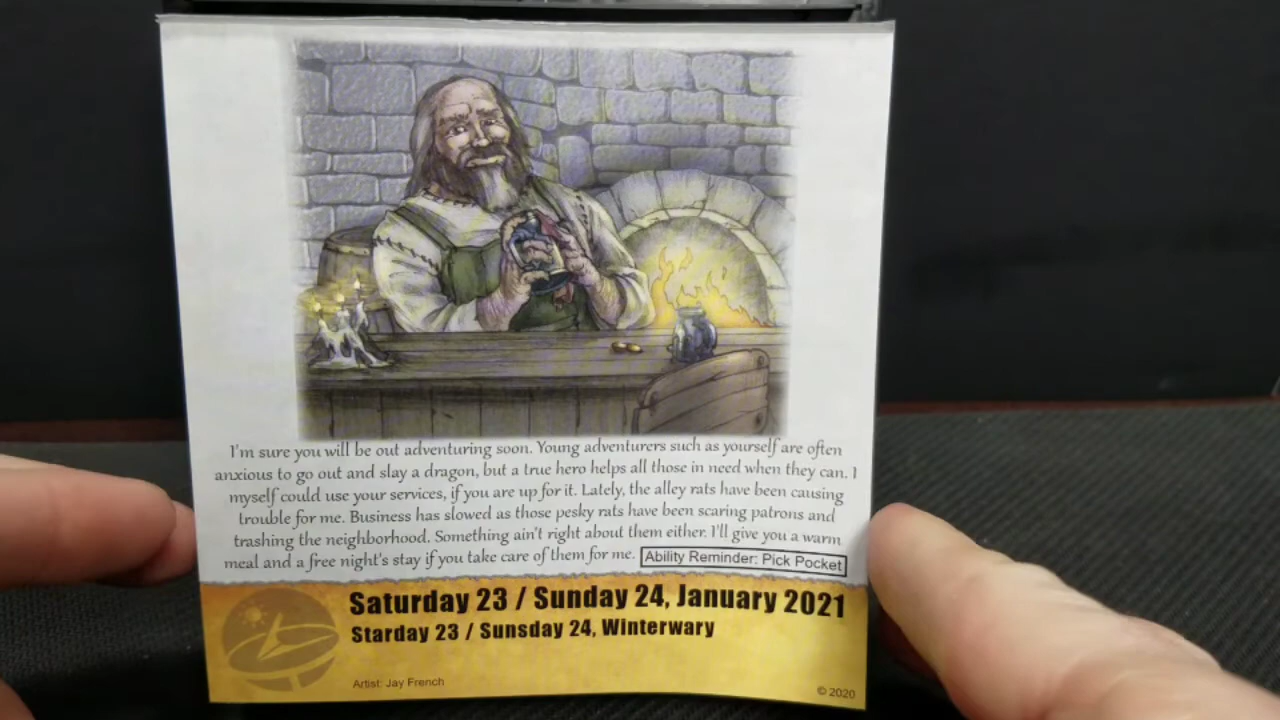 I'm sure you will be out adventuring soon. Young adventurers such as yourself are often
anxious to go out and slay a dragon, but a true hero helps all those in need when they can. I
myself could use your services, if you are up for it. Lately, the alley rats have been causing
trouble for me. Business has slowed as those pesky rats have been scaring patrons and
trashing the neighborhood. Something ain't right about them either. I'll give you a warm
meal and a free night's stay if you take care of them for me. Ability Reminder: Pick Pocket
Saturday 23 / Sunday 24, January 2021
Starday 23 / Sunsday 24, Winterwary
Artist: Jay French
© 2020